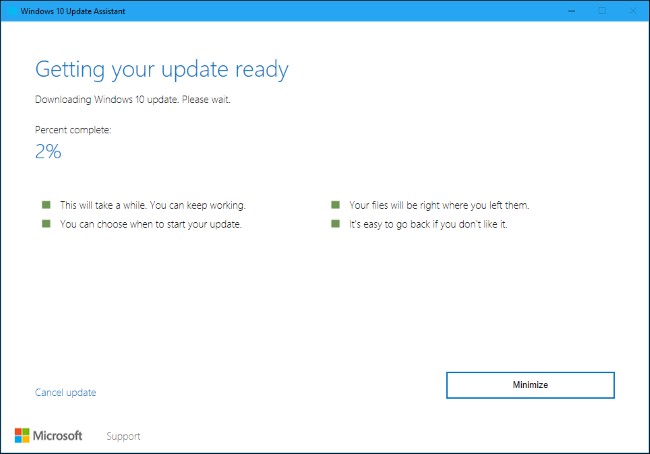 Windows 10 Update Assistant
Getting your update ready
Downloading Windows 10 update. Please wait.
Percent complete:
2%
This will take a while. You can keep working.
You can choose when to start your update.
Your files will be right where you left them.
It's easy to go back if you don't like it.
Cancel update
Minimize
Microsoft
Support